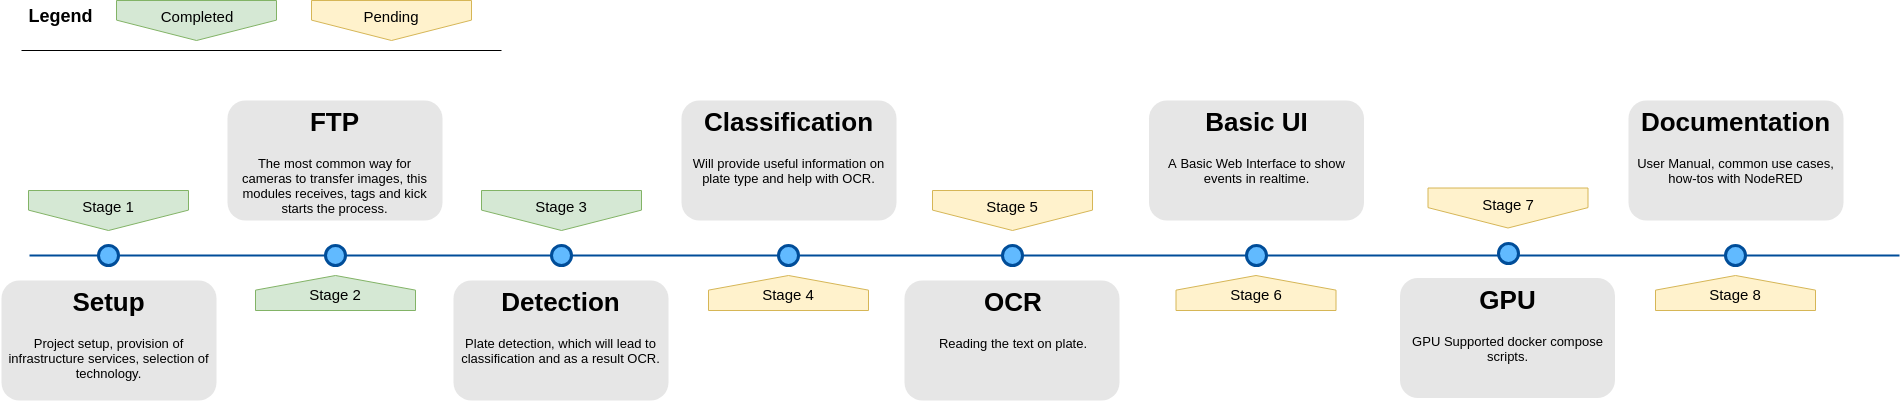 Legend
Completed
Pending
Stage 1
Setup
Project setup, provision of
infrastructure services, selection of
technology.
FTP
The most common way for
cameras to transfer images, this
modules receives, tags and kick
starts the process.
Stage 2
Stage 3
Detection
Plate detection, which will lead to
classification and as a result OCR.
Classification
Will provide useful information on
plate type and help with OCR.
Stage 4
Stage 5
OCR
Reading the text on plate.
Basic UI
A Basic Web Interface to show
events in realtime.
Stage 6
Stage 7
GPU
GPU Supported docker compose
scripts.
Documentation
User Manual, common use cases,
how-tos with NodeRED
Stage 8